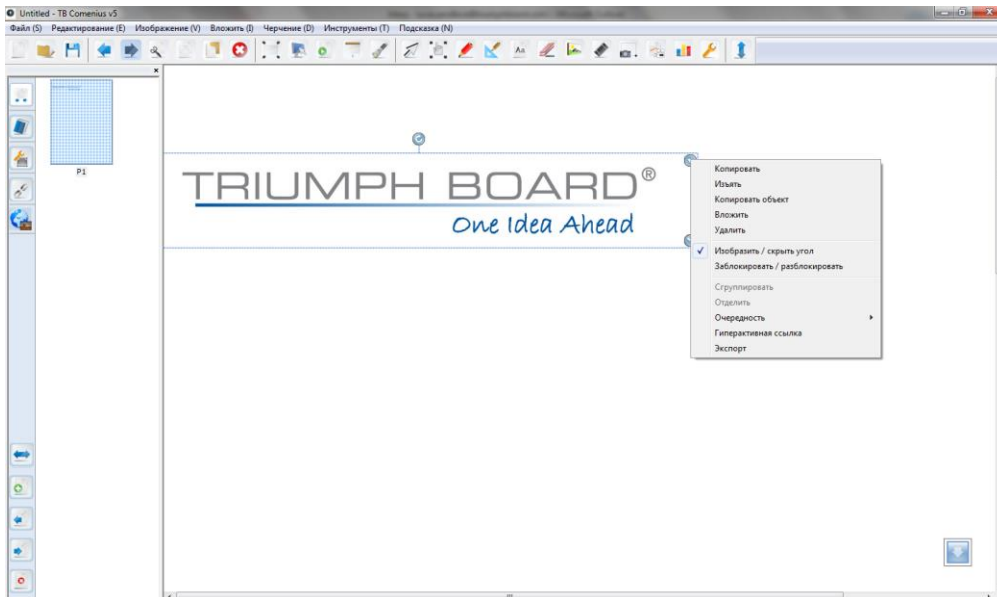 Untitled - TB Comenius v5
Файл (S) Редактирование (E) Изображение (V) Вложить (I) Черчение (D) Инструменты (T) Подсказка (N)
P1
TRIUMPH BOARD®
One Idea Ahead
Копировать
Изъять
Копировать объект
Вложить
Удалить
Изобразить / скрыть угол
Заблокировать / разблокировать
Сгруппировать
Отделить
Очередность
Гиперактивная ссылка
Экспорт